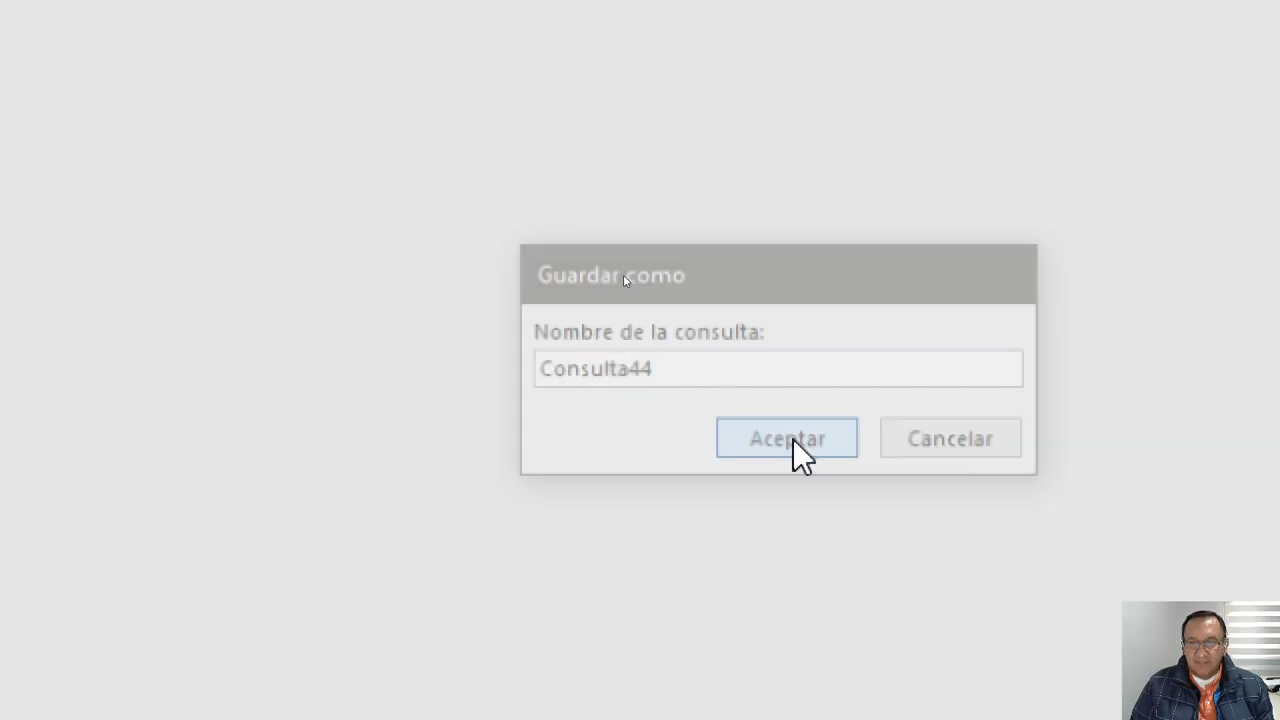 Guardar como
Nombre de la consulta:
Consulta44
Aceptar
Cancelar